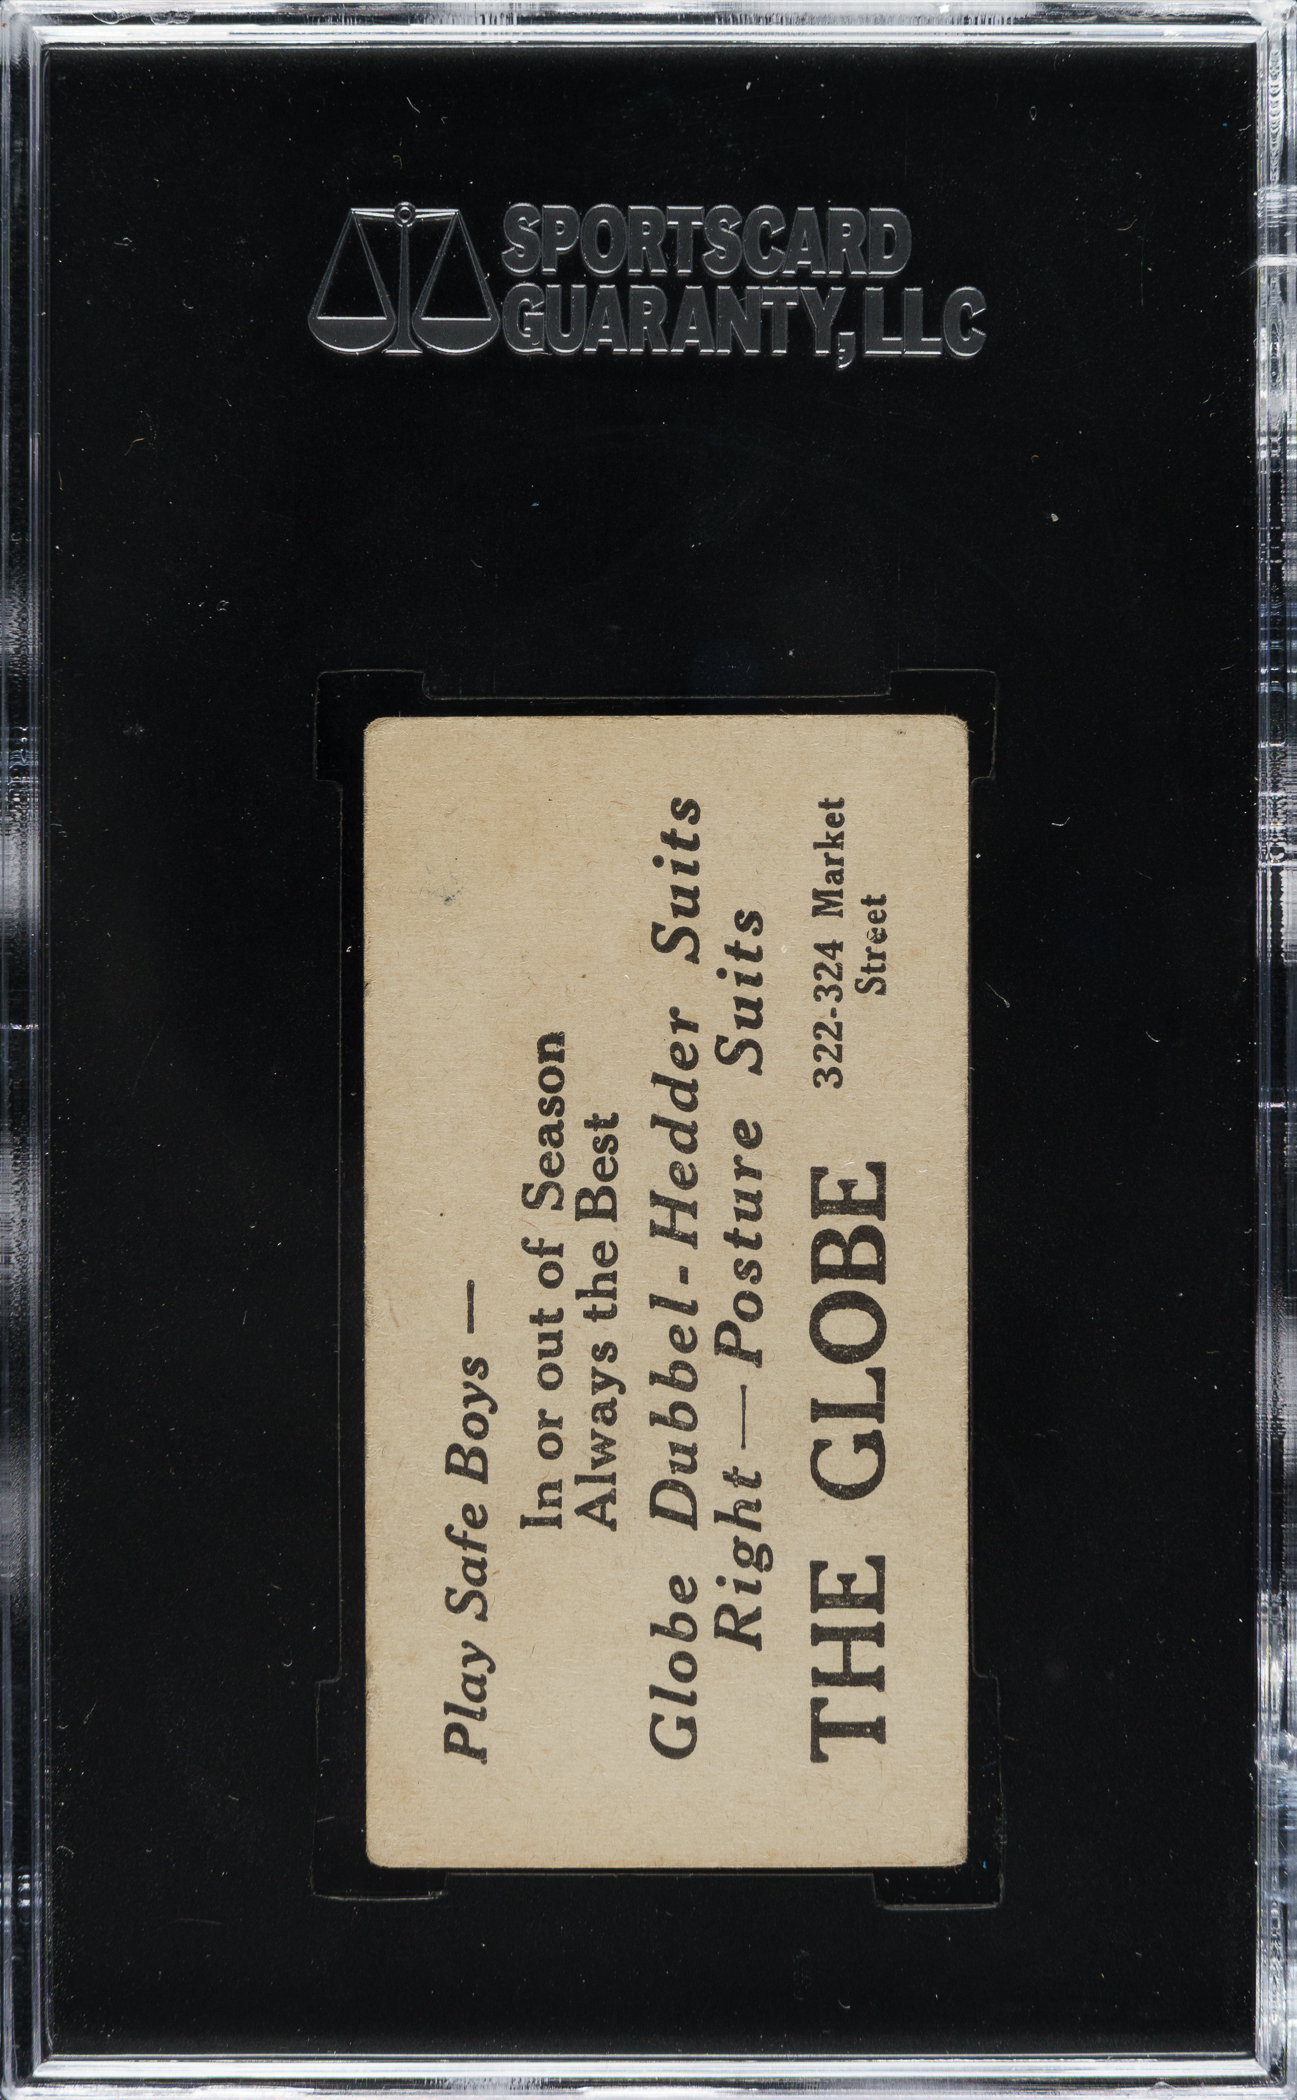 SPORTSCARD
GUARANTY, LLC
Play Safe Boys —
In or out of Season
Always the Best
Globe Dubbel-Hedder Suits
Right—Posture Suits
THE GLOBE 322-324 Market
Street